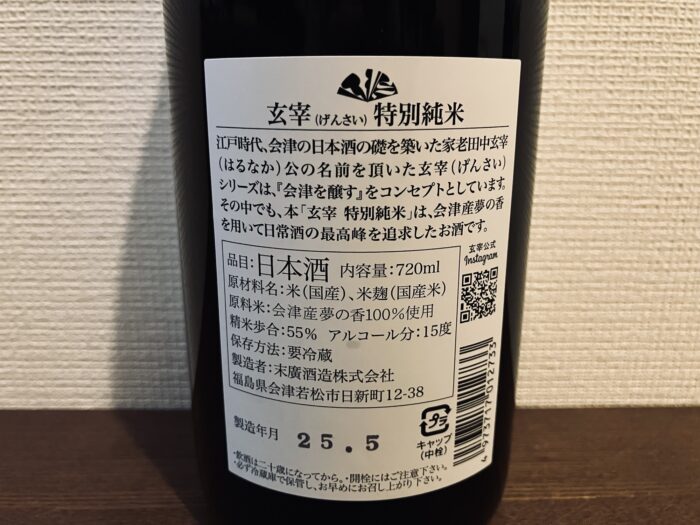 玄宰(げんさい)特別純米
江戸時代、会津の日本酒の礎を築いた家老田中玄宰
(はるなか)公の名前を頂いた玄宰(げんさい)
シリーズは、『会津を醸す』をコンセプトとしています。
その中でも、本「玄宰 特別純米」は、会津産夢の香
を用いて日常酒の最高峰を追求したお酒です。
玄宰公式
Instagram
品目:日本酒 内容量:720ml
原材料名:米(国産)、米麹(国産米)
原料米:会津産夢の香100%使用
精米歩合:55% アルコール分:15度
保存方法:要冷蔵
製造者:末廣酒造株式会社
福島県会津若松市日新町12-38
4973717012733
製造年月 25.5
プラ
キャップ
(中栓)
・飲酒は二十歳になってから。・開栓にはご注意下さい。
・必ず冷蔵庫で保管し、お早めにお召し上がり下さい。